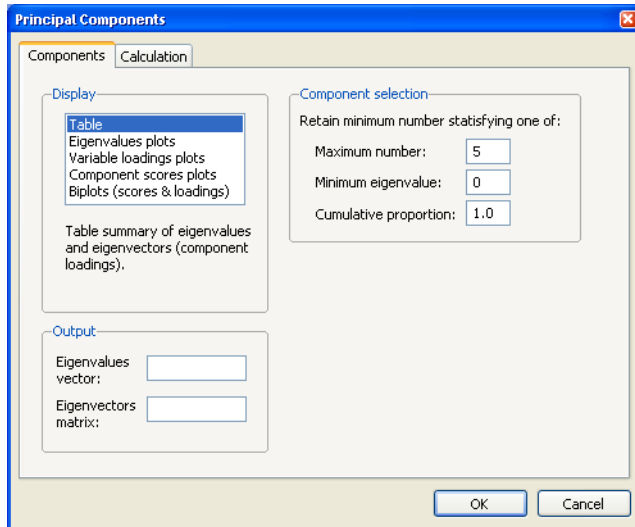 Principal Components
Components
Calculation
Display
Table
Eigenvalues plots
Variable loadings plots
Component scores plots
Biplots (scores & loadings)
Table summary of eigenvalues
and eigenvectors (component
loadings).
Output
Eigenvalues
vector:
Eigenvectors
matrix:
Component selection
Retain minimum number statisfying one of:
Maximum number: 5
Minimum eigenvalue: 0
Cumulative proportion: 1.0
OK
Cancel